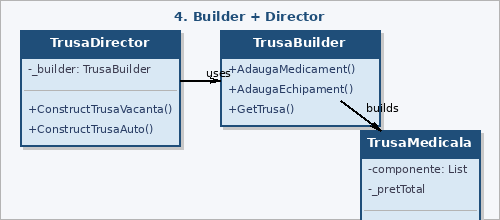 4. Builder + Director
TrusaDirector
-_builder: TrusaBuilder
+ConstructTrusaVacanta()
+ConstructTrusaAuto()
uses
TrusaBuilder
+AdaugaMedicament()
+AdaugaEchipament()
+GetTrusa()
builds
TrusaMedicala
-componente: List
-_pretTotal